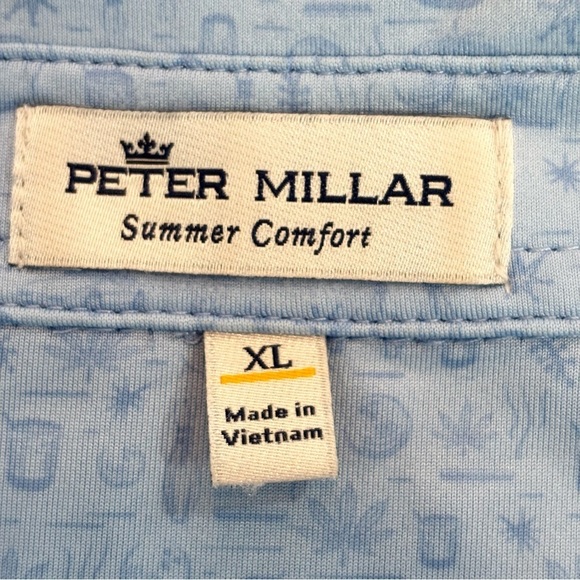 PETER MILLAR
Summer Comfort
XL
Made in
Vietnam